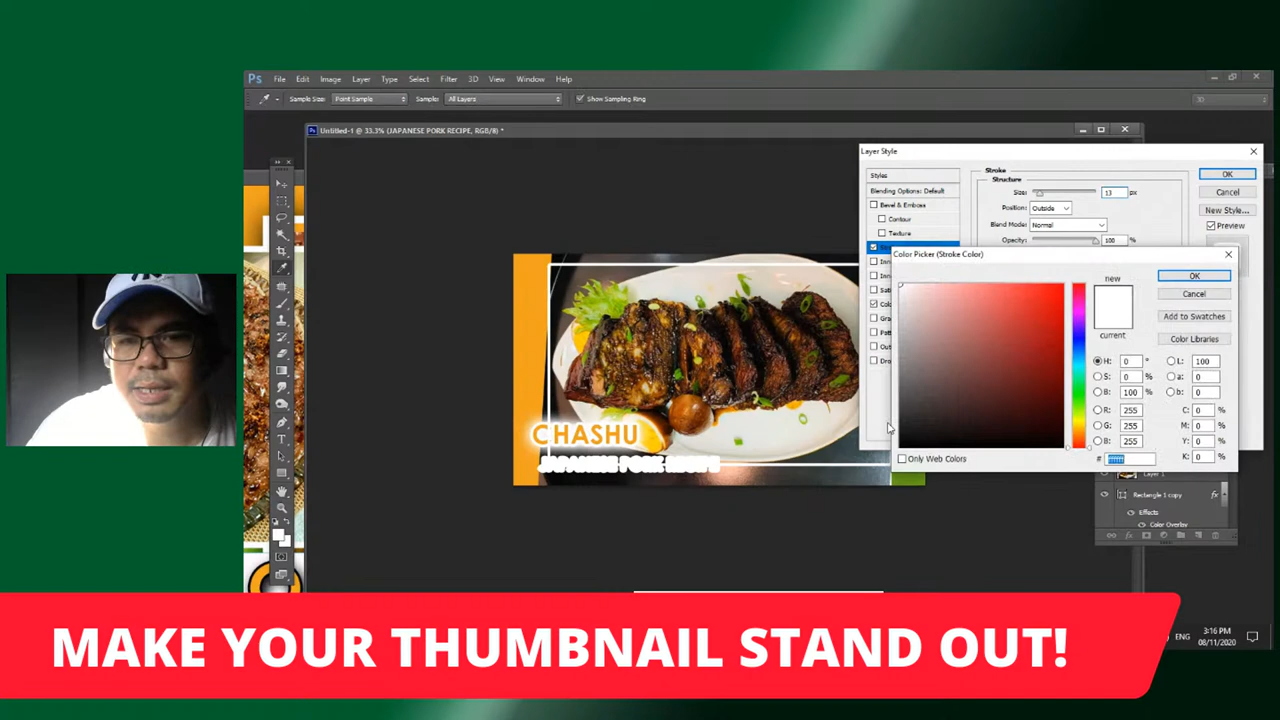 Ps File Edit Image Layer Type Select Filter 3D View Window Help
Sample Size: Point Sample Sample: All Layers Show Sampling Ring 3D
Untitled-1 @ 33.3% (JAPANESE PORK RECIPE, RGB/8) *
Layer Style
Styles
Blending Options: Default
Bevel & Emboss
Contour
Texture
Stroke
Structure
Size: 13 px
Position: Outside
Blend Mode: Normal
Opacity: 100 %
OK
Cancel
New Style...
Preview
Color Picker (Stroke Color)
new
current
OK
Cancel
Add to Swatches
Color Libraries
H: 0 °
S: 0 %
B: 100 %
R: 255
G: 255
B: 255
L: 100
a: 0
b: 0
C: 0 %
M: 0 %
Y: 0 %
K: 0 %
Only Web Colors
#
CHASHU
JAPANESE PORK RECIPE
Layer 1
Rectangle 1 copy fx
Effects
Color Overlay
ENG
3:16 PM
08/11/2020
MAKE YOUR THUMBNAIL STAND OUT!